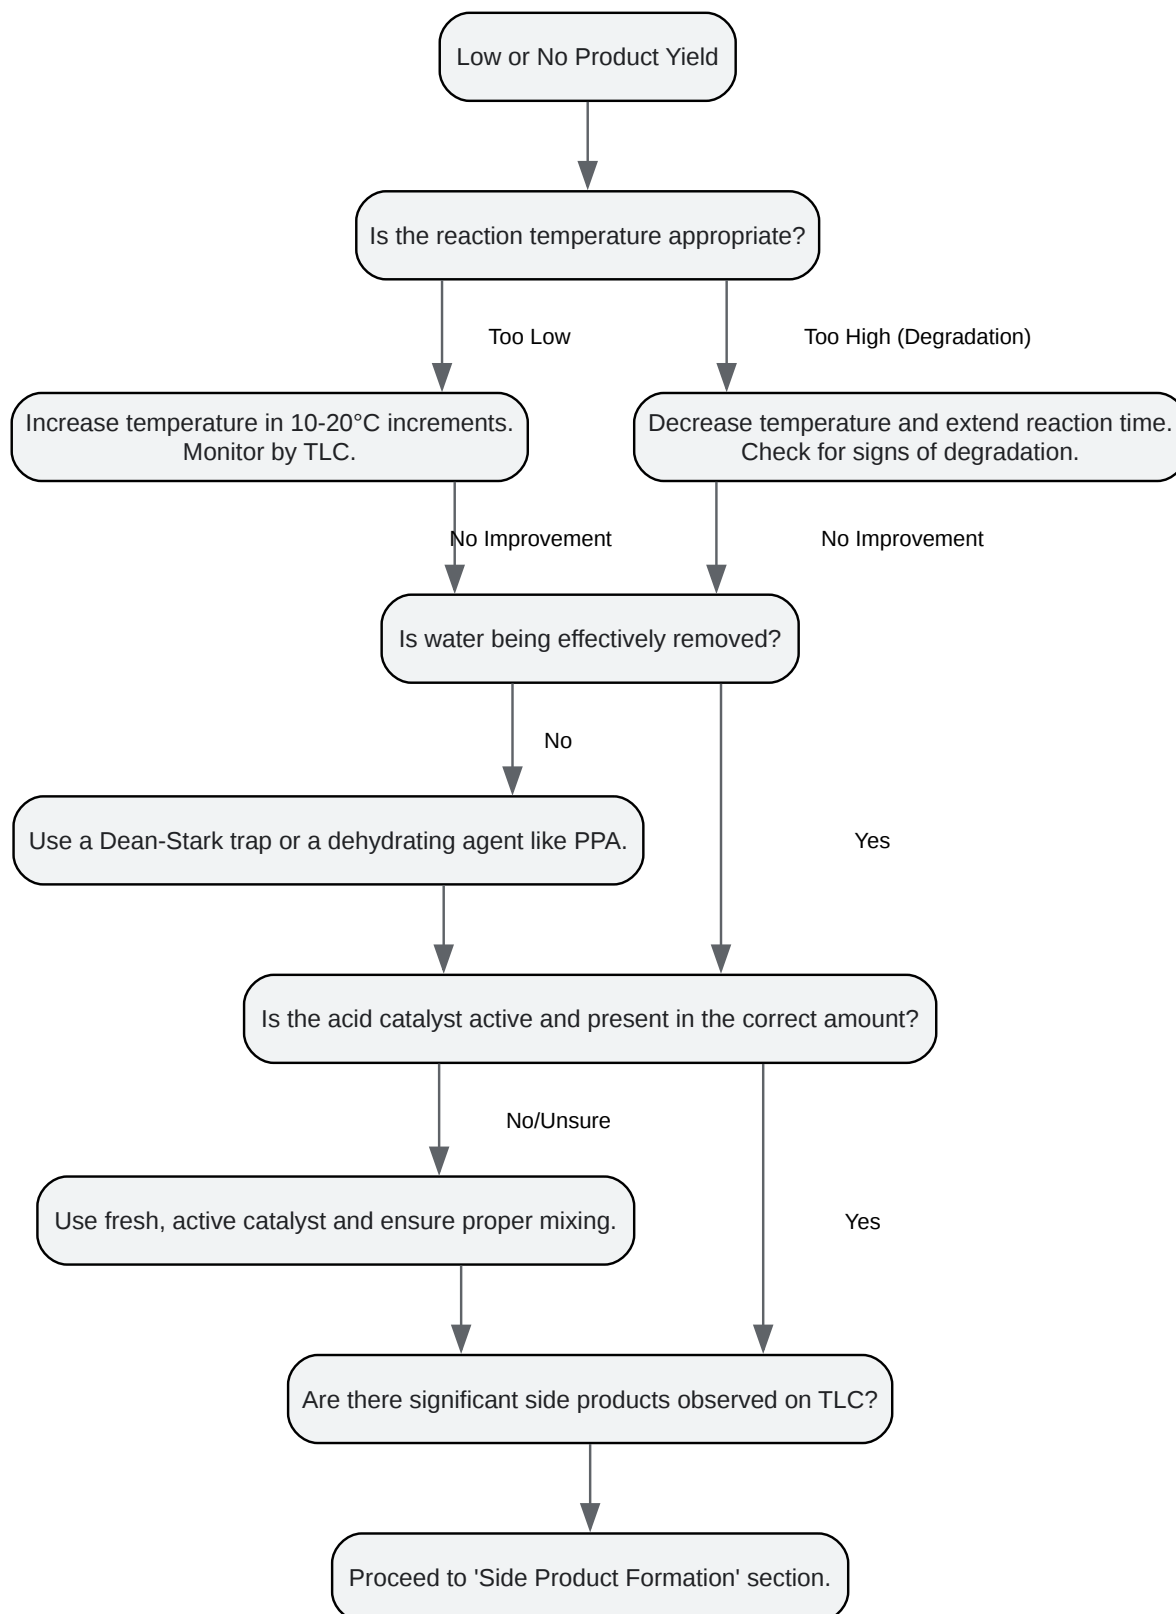 Low or No Product Yield
Is the reaction temperature appropriate?
Too Low
Too High (Degradation)
Increase temperature in 10-20°C increments.
Monitor by TLC.
Decrease temperature and extend reaction time.
Check for signs of degradation.
No Improvement
No Improvement
Is water being effectively removed?
No
Use a Dean-Stark trap or a dehydrating agent like PPA.
Yes
Is the acid catalyst active and present in the correct amount?
No/Unsure
Use fresh, active catalyst and ensure proper mixing.
Yes
Are there significant side products observed on TLC?
Proceed to 'Side Product Formation' section.